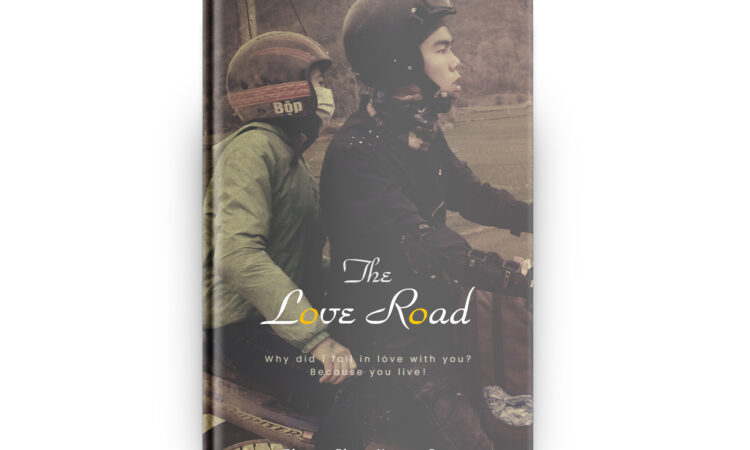 Bộp
The
Love Road
Why did I fall in love with you?
Because you live!